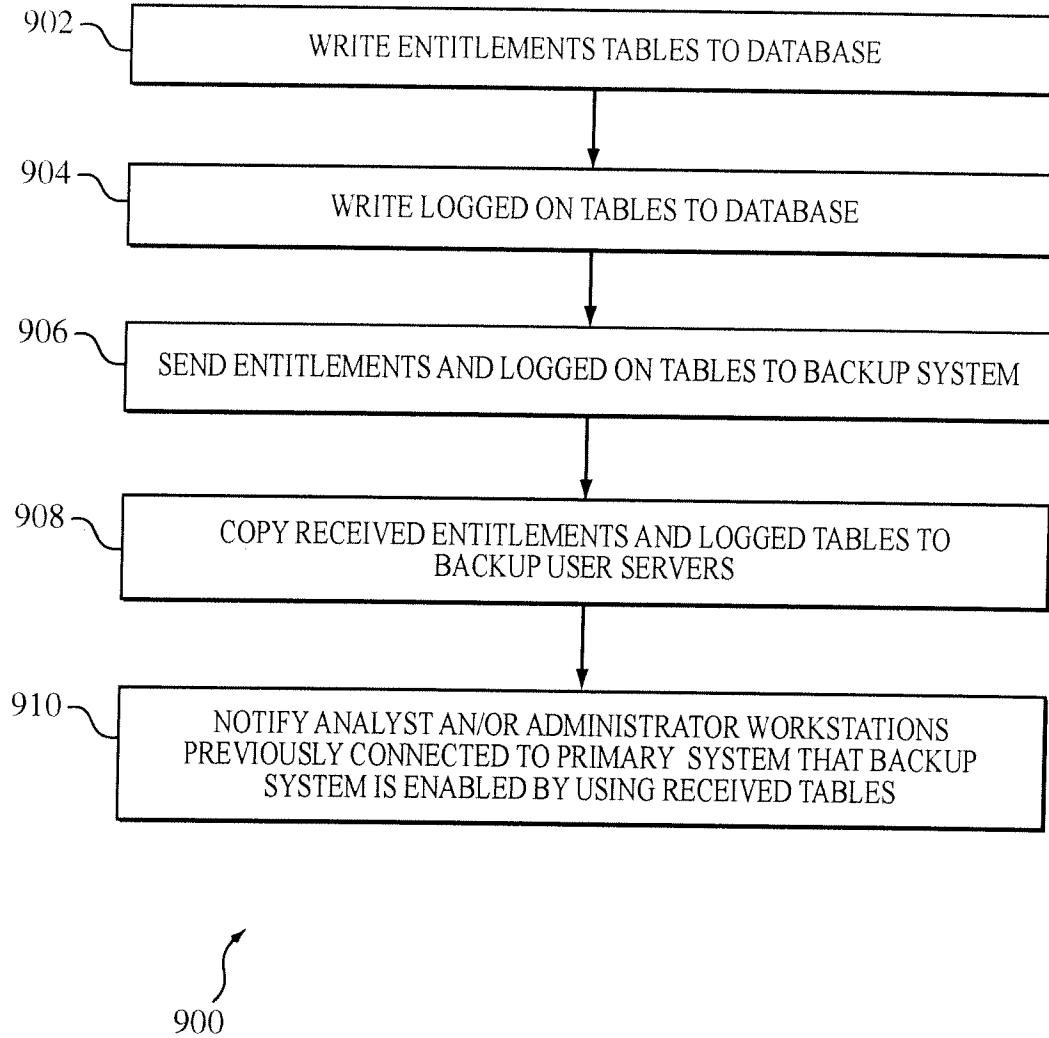 902
WRITE ENTITLEMENTS TABLES TO DATABASE
904
WRITE LOGGED ON TABLES TO DATABASE
906
SEND ENTITLEMENTS AND LOGGED ON TABLES TO BACKUP SYSTEM
908
COPY RECEIVED ENTITLEMENTS AND LOGGED TABLES TO
BACKUP USER SERVERS
910
NOTIFY ANALYST AN/OR ADMINISTRATOR WORKSTATIONS
PREVIOUSLY CONNECTED TO PRIMARY SYSTEM THAT BACKUP
SYSTEM IS ENABLED BY USING RECEIVED TABLES
900